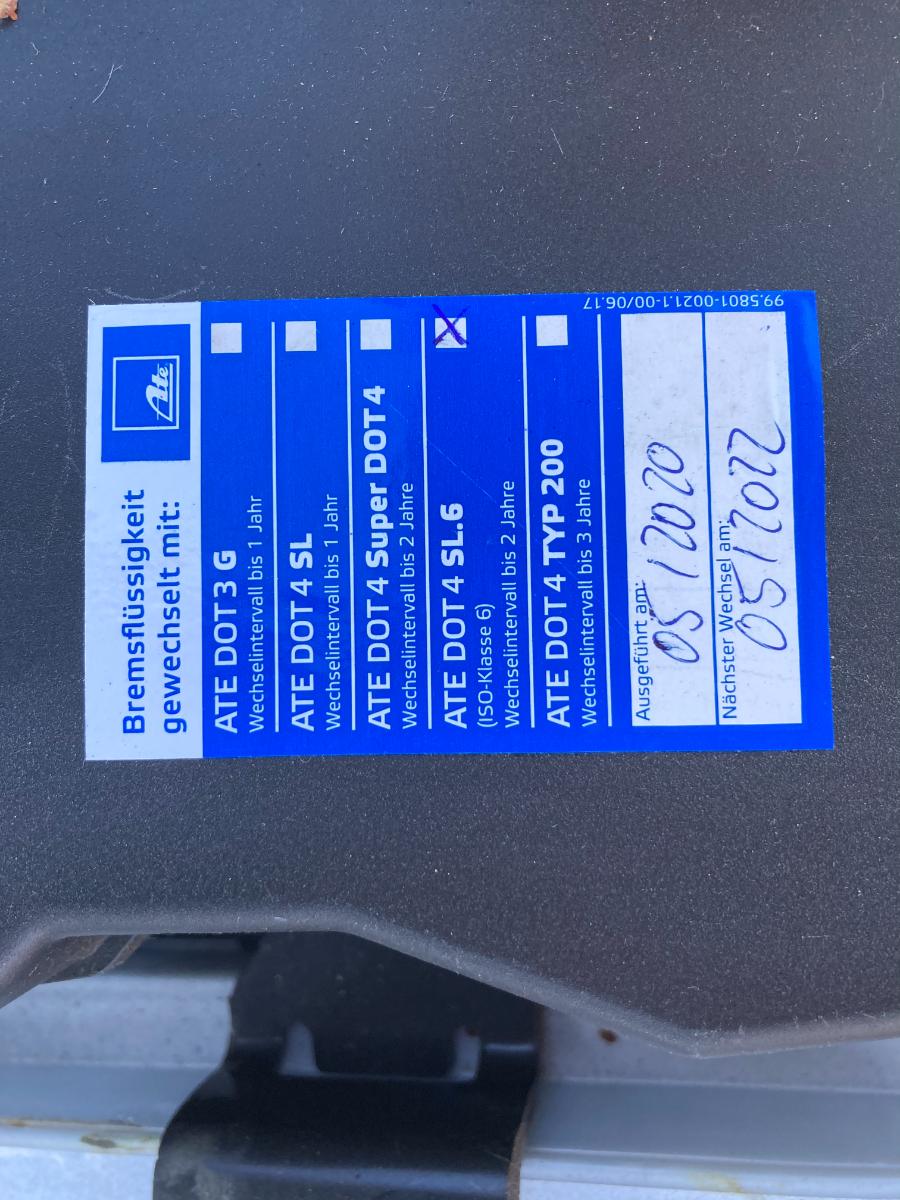 Bremsflüssigkeit
gewechselt mit:
Ate
ATE DOT 3 G
Wechselintervall bis 1 Jahr
ATE DOT 4 SL
Wechselintervall bis 1 Jahr
ATE DOT 4 Super DOT 4
Wechselintervall bis 2 Jahre
ATE DOT 4 SL.6
(ISO-Klasse 6)
Wechselintervall bis 2 Jahre
ATE DOT 4 TYP 200
Wechselintervall bis 3 Jahre
Ausgeführt am:
05/2020
Nächster Wechsel am:
05/2022
99.5801-0021.1-00/06.17